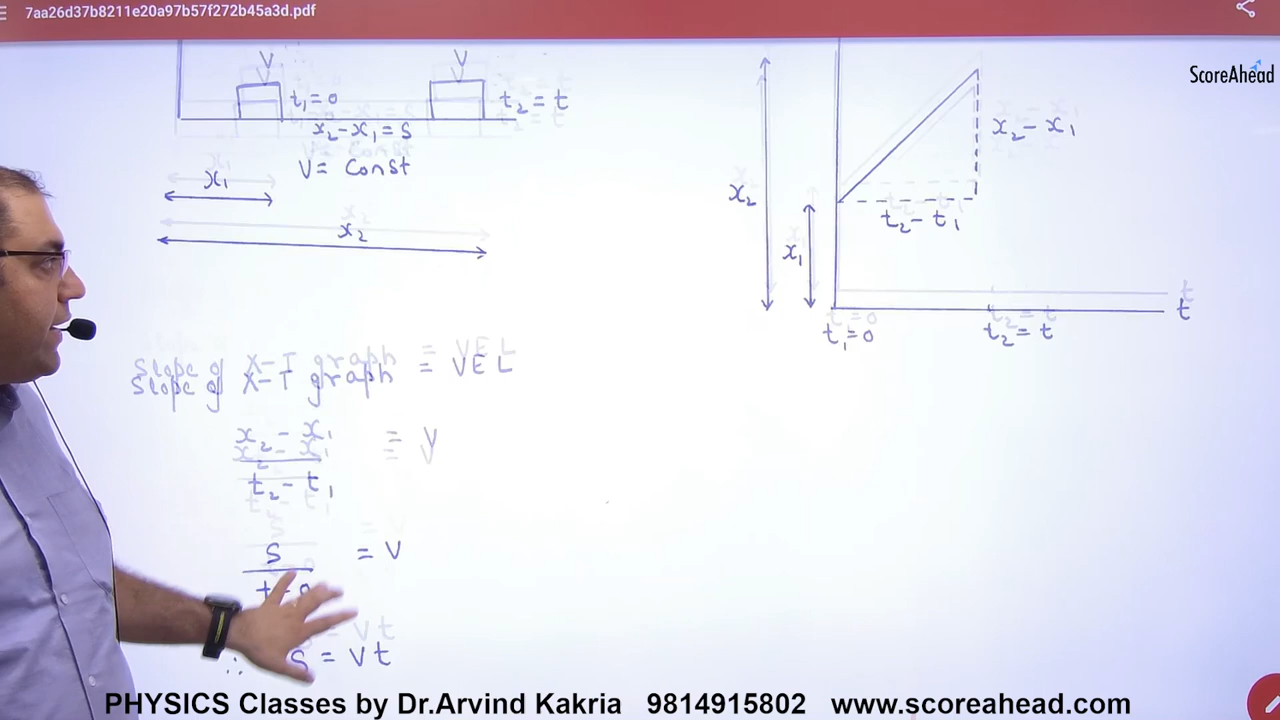 7aa26d37b8211e20a97b57f272b45a3d.pdf
ScoreAhead
V V
t₁=0 t₂=t
x₂-x₁=S
V= Const
x₁
x₂
x₂-x₁
x₂
t₂-t₁
x₁
t
t₁=0 t₂=t
Slope of X-T graph = VEL
x₂-x₁ = V
t₂-t₁
S = V
t-0
∴ S = Vt
PHYSICS Classes by Dr.Arvind Kakria 9814915802 www.scoreahead.com